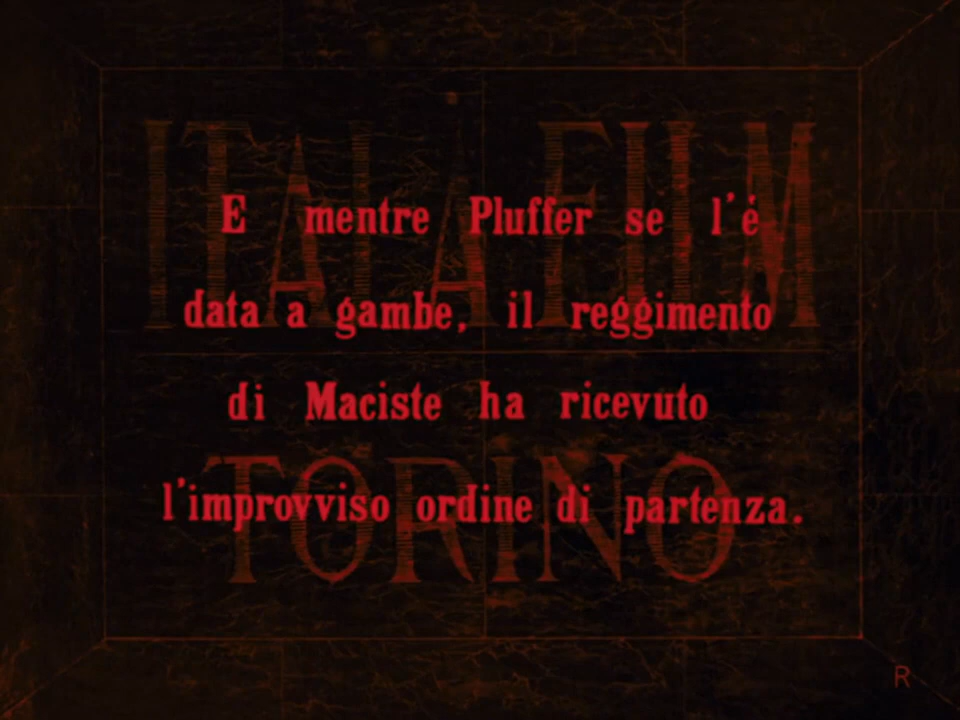 ITALA FILM
E mentre Pluffer se l'é
data a gambe, il reggimento
di Maciste ha ricevuto
TORINO
l'improvviso ordine di partenza.
R